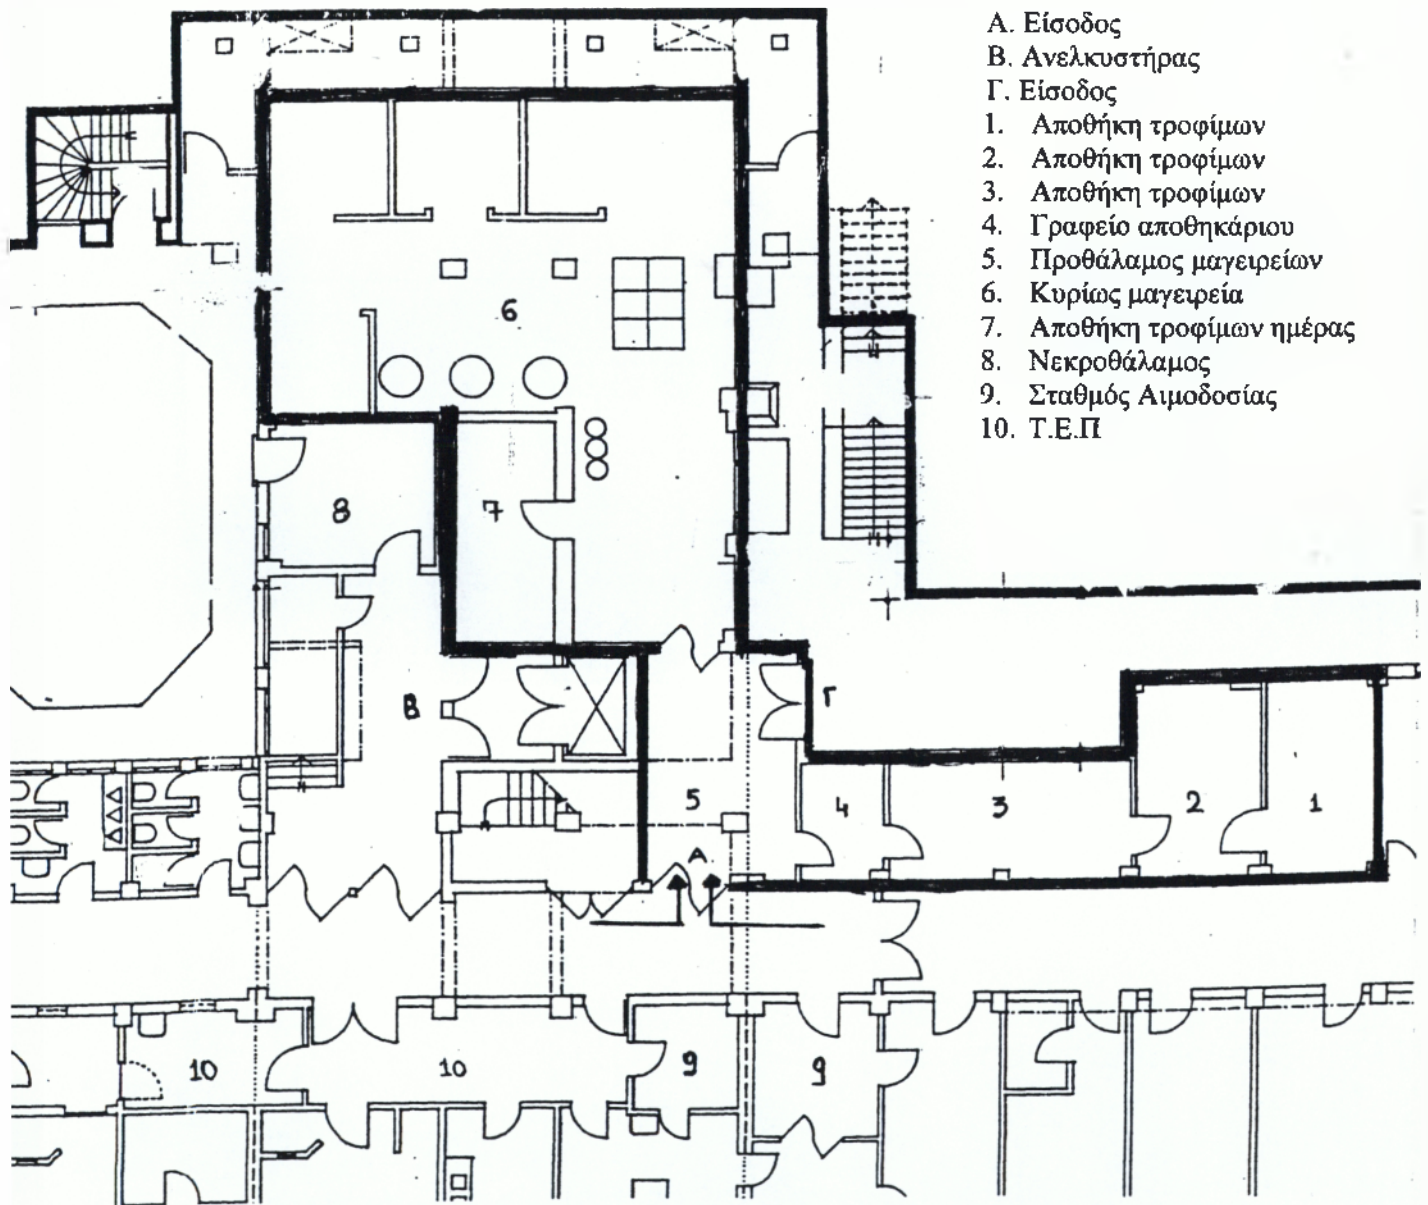 Α. Είσοδος
Β. Ανελκυστήρας
Γ. Είσοδος
1. Αποθήκη τροφίμων
2. Αποθήκη τροφίμων
3. Αποθήκη τροφίμων
4. Γραφείο αποθηκάριου
5. Προθάλαμος μαγειρείων
6. Κυρίως μαγειρεία
7. Αποθήκη τροφίμων ημέρας
8. Νεκροθάλαμος
9. Σταθμός Αιμοδοσίας
10. Τ.Ε.Π
6
8
7
Β
Γ
5
4
3
2
1
Α
10
10
9
9